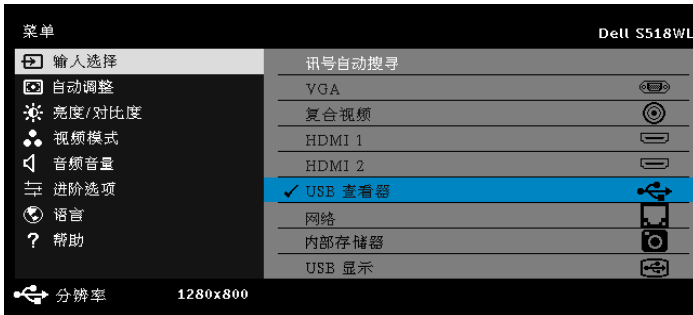 菜单
Dell S518WL
输入选择
自动调整
亮度/对比度
视频模式
音频音量
进阶选项
语言
帮助
讯号自动搜寻
VGA
复合视频
HDMI 1
HDMI 2
USB 查看器
网络
内部存储器
USB 显示
分辨率 1280x800